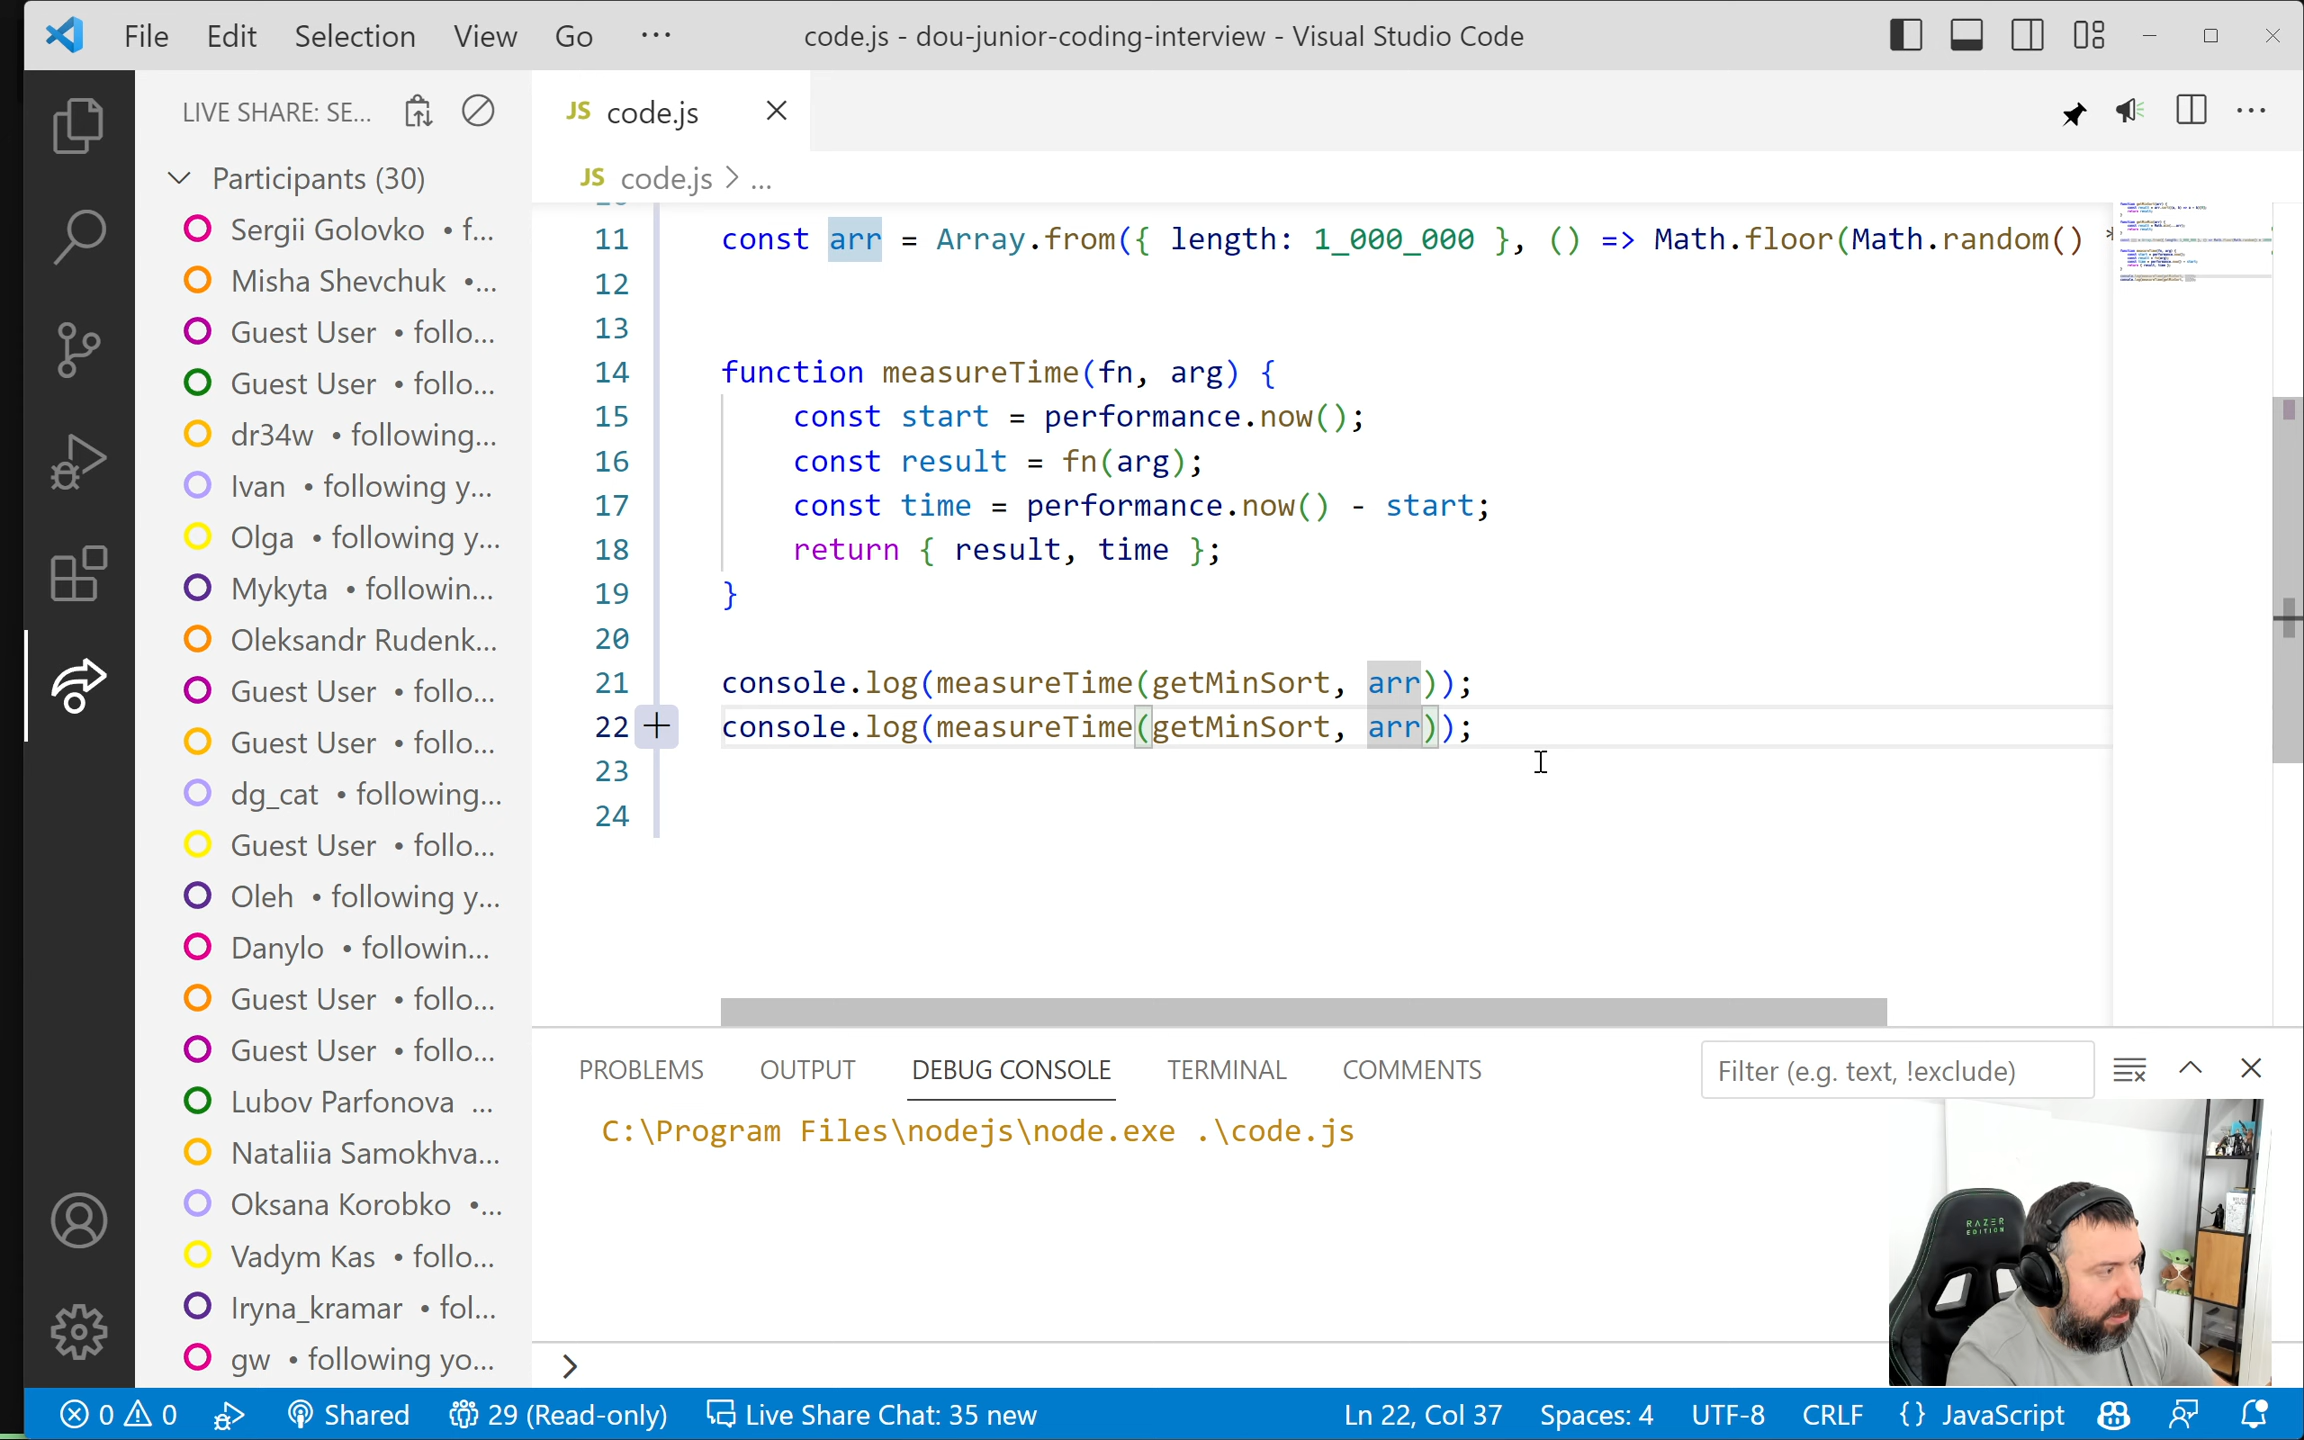 File Edit Selection View Go ...
code.js - dou-junior-coding-interview - Visual Studio Code
LIVE SHARE: SE...
Participants (30)
Sergii Golovko • f...
Misha Shevchuk •...
Guest User • follo...
Guest User • follo...
dr34w • following...
Ivan • following y...
Olga • following y...
Mykyta • followin...
Oleksandr Rudenk...
Guest User • follo...
Guest User • follo...
dg_cat • following...
Guest User • follo...
Oleh • following y...
Danylo • followin...
Guest User • follo...
Guest User • follo...
Lubov Parfonova ...
Nataliia Samokhva...
Oksana Korobko •...
Vadym Kas • follo...
Iryna_kramar • fol...
gw • following yo...
JS code.js
JS code.js > ...
11 const arr = Array.from({ length: 1_000_000 }, () => Math.floor(Math.random() *
12
13
14 function measureTime(fn, arg) {
15 const start = performance.now();
16 const result = fn(arg);
17 const time = performance.now() - start;
18 return { result, time };
19 }
20
21 console.log(measureTime(getMinSort, arr));
22 console.log(measureTime(getMinSort, arr));
23
24
PROBLEMS OUTPUT DEBUG CONSOLE TERMINAL COMMENTS
Filter (e.g. text, !exclude)
C:\Program Files\nodejs\node.exe .\code.js
>
RAZER
EDITION
0 0 Shared 29 (Read-only) Live Share Chat: 35 new
Ln 22, Col 37 Spaces: 4 UTF-8 CRLF {} JavaScript